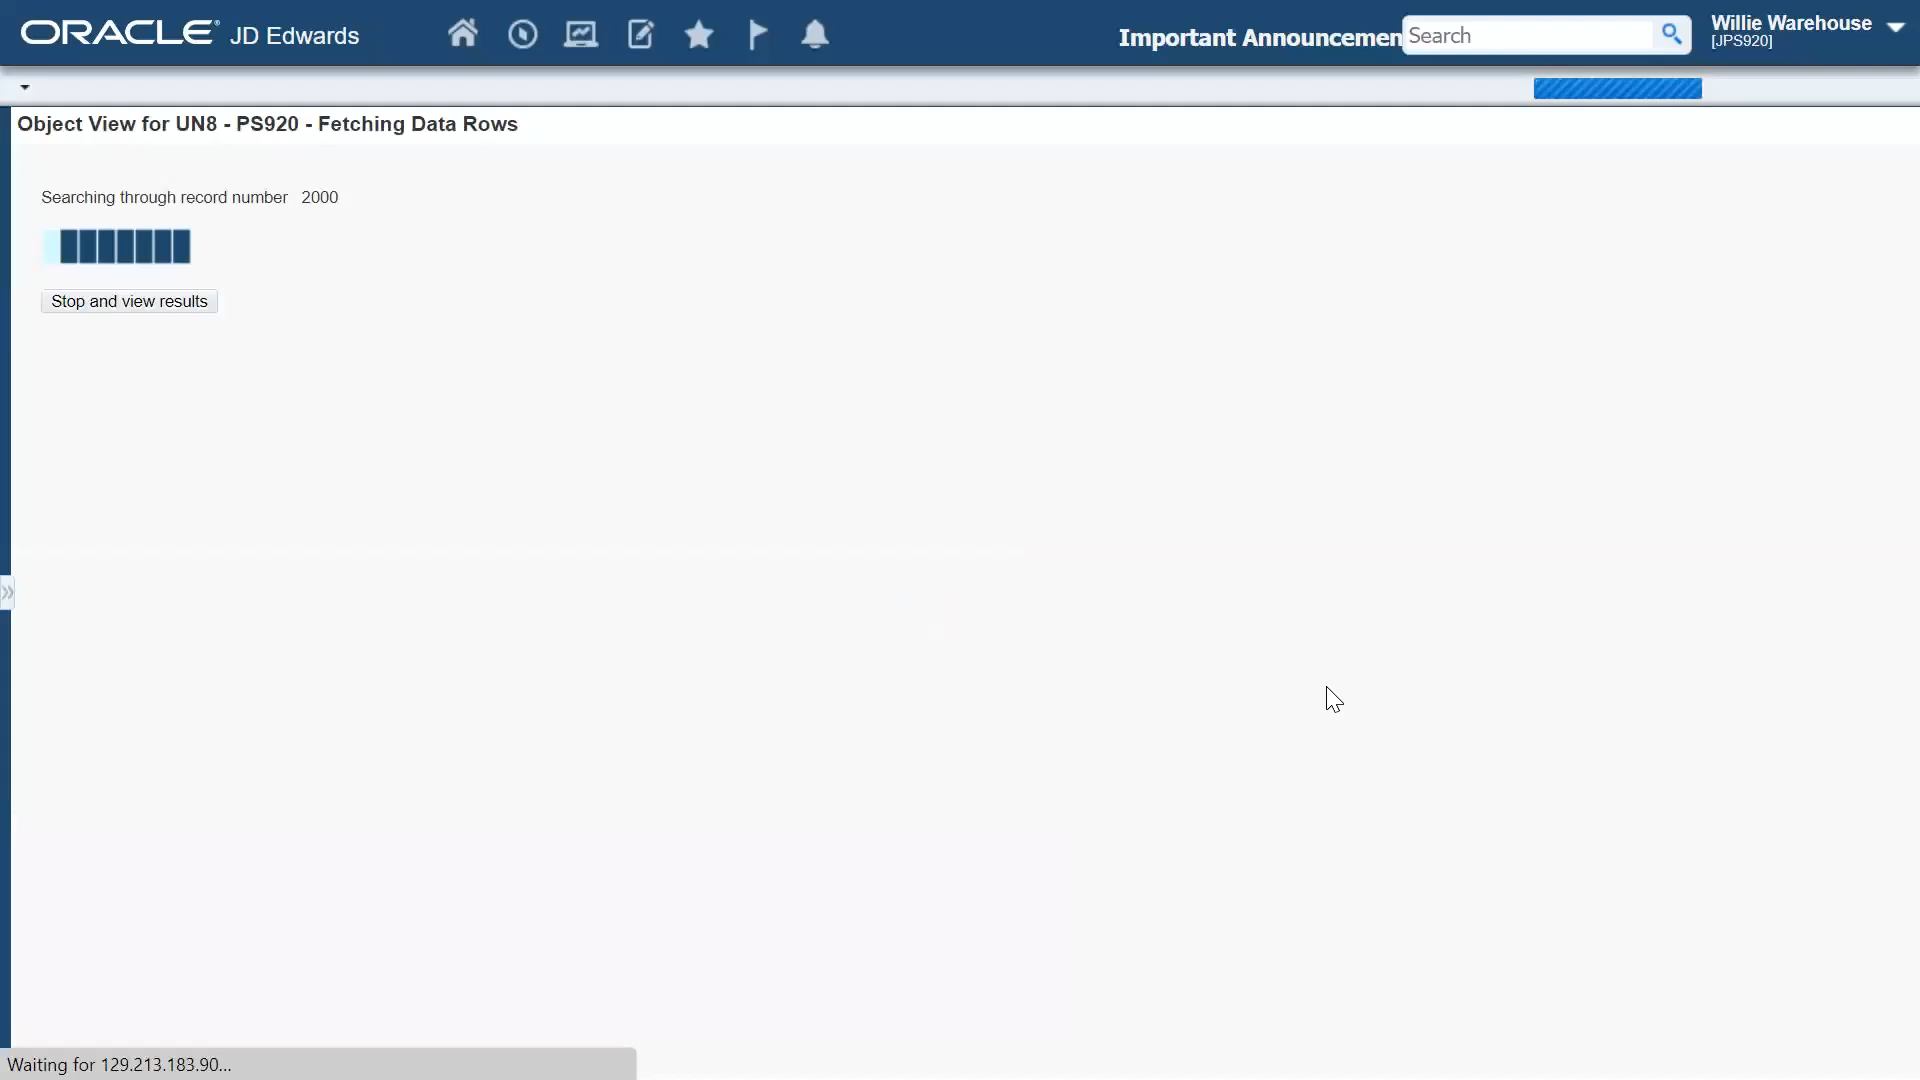 ORACLE JD Edwards
Important Announcemen
Search
Willie Warehouse
[JPS920]
Object View for UN8 - PS920 - Fetching Data Rows
Searching through record number 2000
Stop and view results
Waiting for 129.213.183.90...